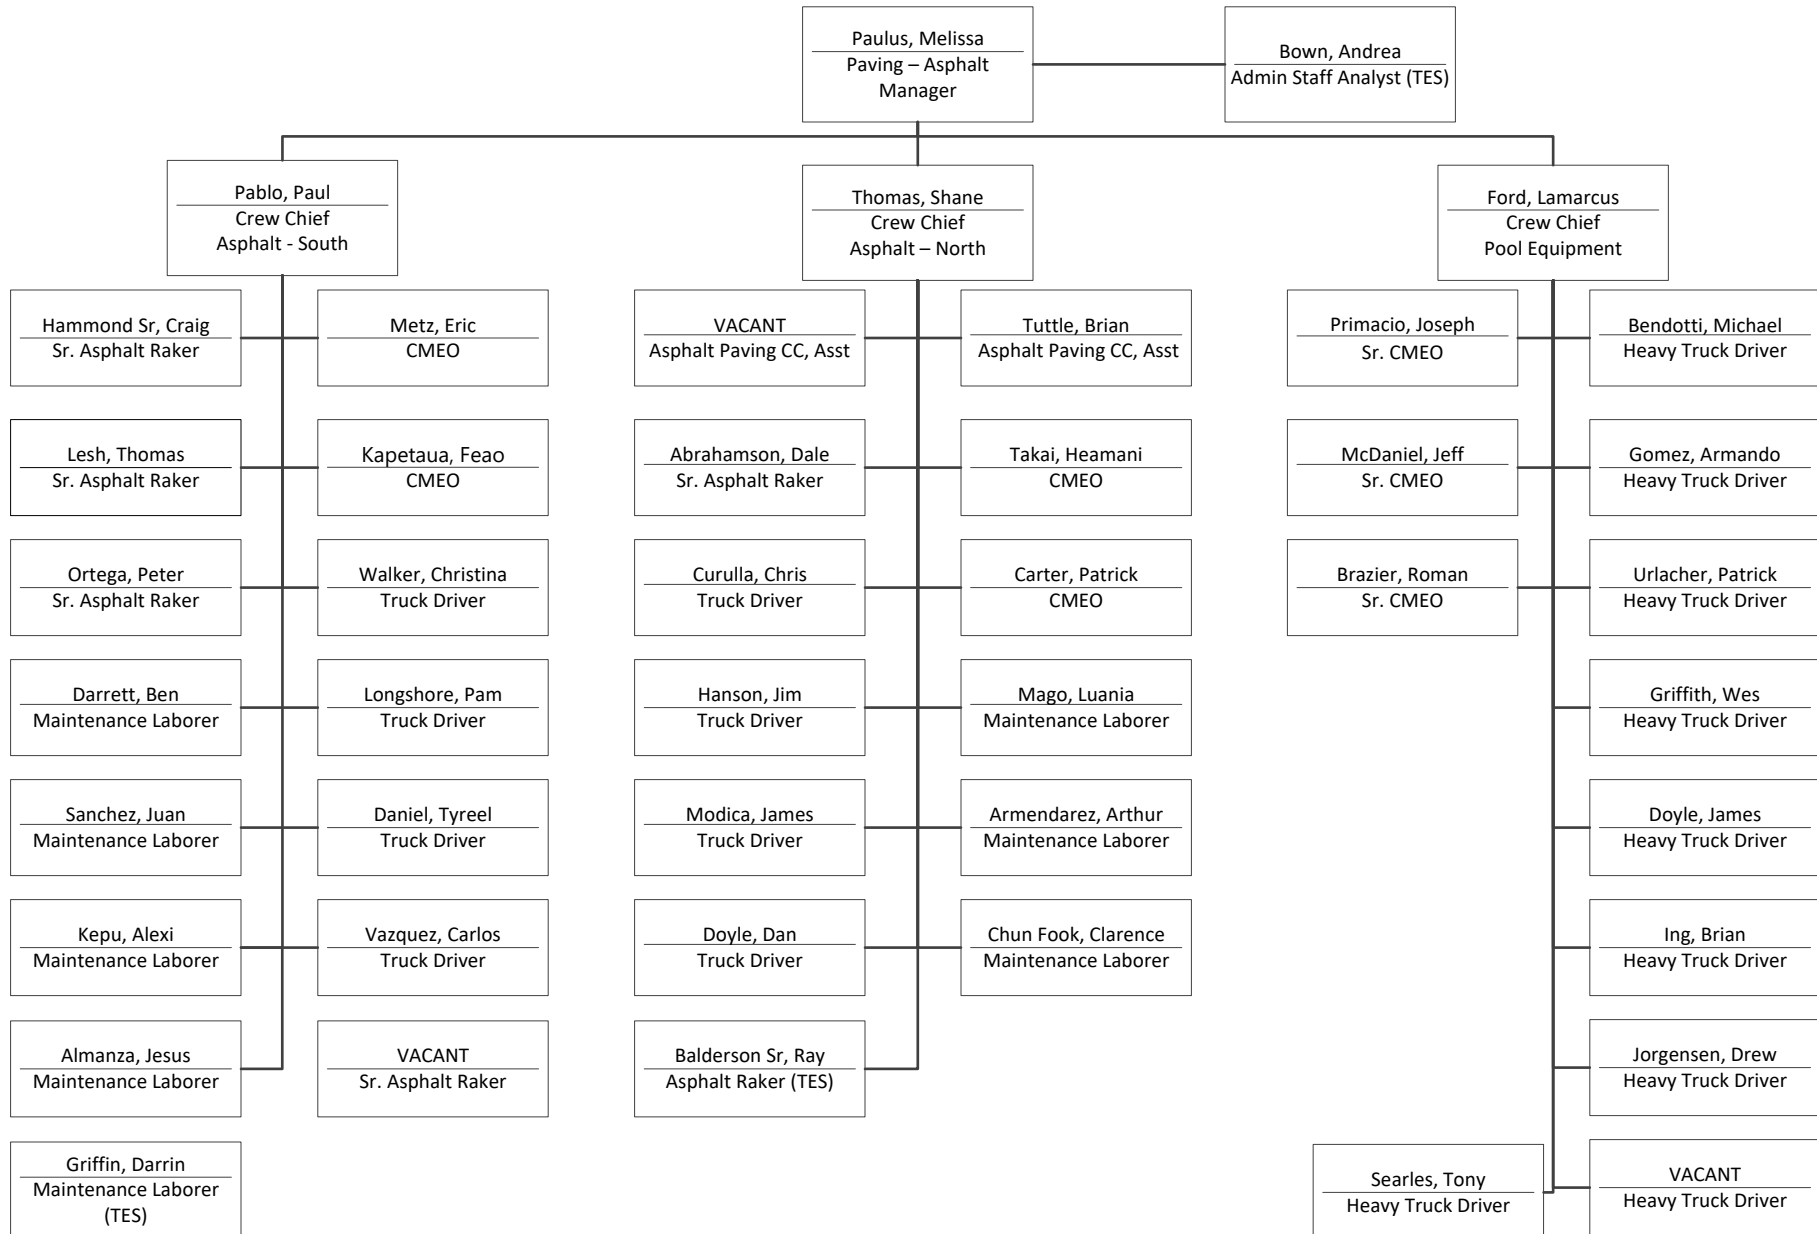 Paulus, Melissa
Paving – Asphalt
Manager
Bown, Andrea
Admin Staff Analyst (TES)
Pablo, Paul
Crew Chief
Asphalt - South
Thomas, Shane
Crew Chief
Asphalt – North
Ford, Lamarcus
Crew Chief
Pool Equipment
Hammond Sr, Craig
Sr. Asphalt Raker
Metz, Eric
CMEO
Lesh, Thomas
Sr. Asphalt Raker
Kapetaua, Feao
CMEO
Ortega, Peter
Sr. Asphalt Raker
Walker, Christina
Truck Driver
Darrett, Ben
Maintenance Laborer
Longshore, Pam
Truck Driver
Sanchez, Juan
Maintenance Laborer
Daniel, Tyreel
Truck Driver
Kepu, Alexi
Maintenance Laborer
Vazquez, Carlos
Truck Driver
Almanza, Jesus
Maintenance Laborer
VACANT
Sr. Asphalt Raker
Griffin, Darrin
Maintenance Laborer
(TES)
VACANT
Asphalt Paving CC, Asst
Tuttle, Brian
Asphalt Paving CC, Asst
Abrahamson, Dale
Sr. Asphalt Raker
Takai, Heamani
CMEO
Curulla, Chris
Truck Driver
Carter, Patrick
CMEO
Hanson, Jim
Truck Driver
Mago, Luania
Maintenance Laborer
Modica, James
Truck Driver
Armendarez, Arthur
Maintenance Laborer
Doyle, Dan
Truck Driver
Chun Fook, Clarence
Maintenance Laborer
Balderson Sr, Ray
Asphalt Raker (TES)
Primacio, Joseph
Sr. CMEO
Bendotti, Michael
Heavy Truck Driver
McDaniel, Jeff
Sr. CMEO
Gomez, Armando
Heavy Truck Driver
Brazier, Roman
Sr. CMEO
Urlacher, Patrick
Heavy Truck Driver
Griffith, Wes
Heavy Truck Driver
Doyle, James
Heavy Truck Driver
Ing, Brian
Heavy Truck Driver
Jorgensen, Drew
Heavy Truck Driver
Searles, Tony
Heavy Truck Driver
VACANT
Heavy Truck Driver